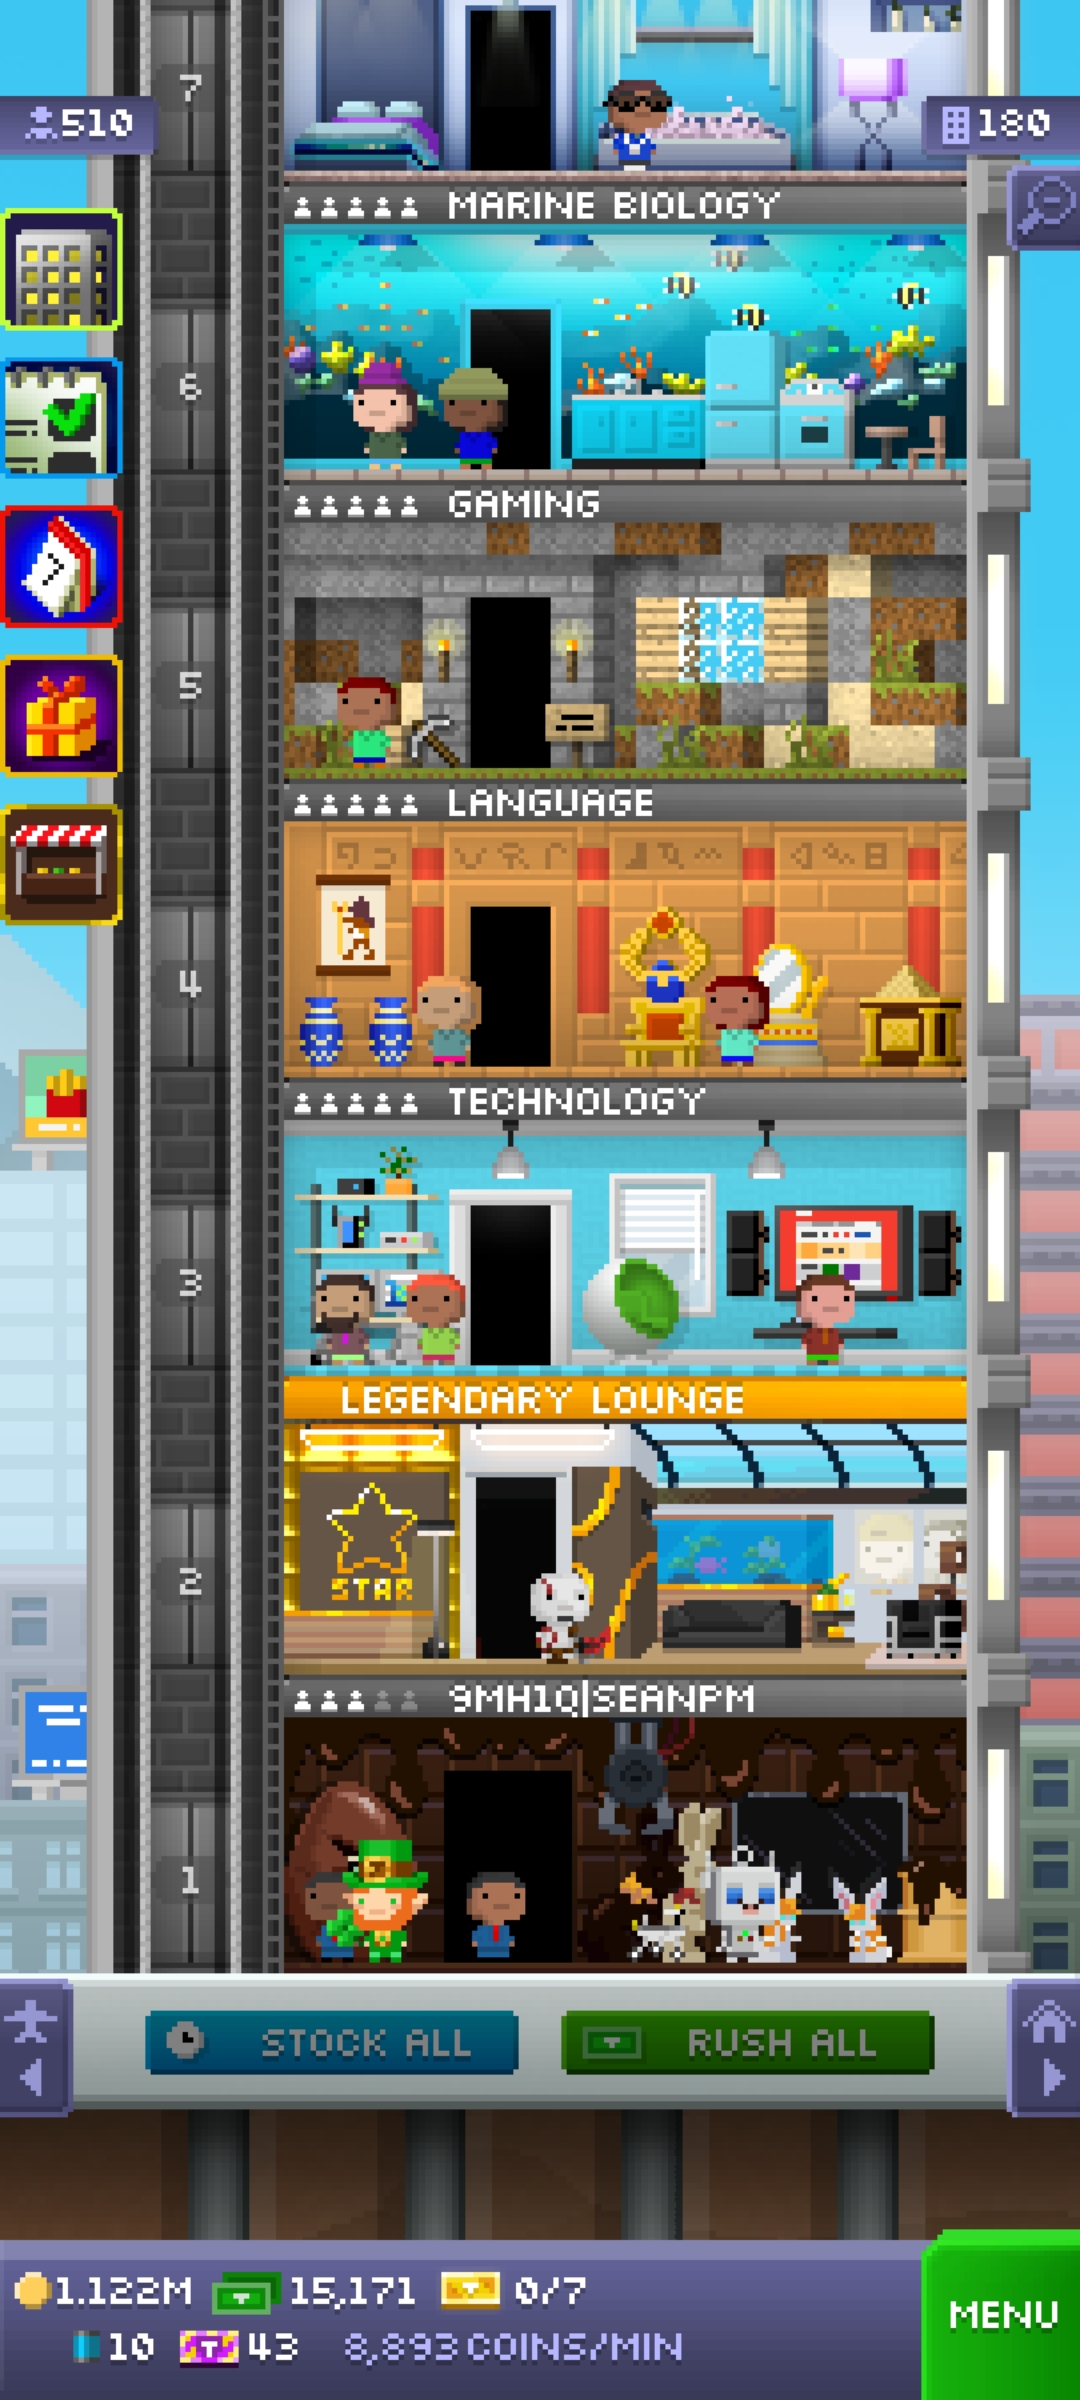 7
510
180
MARINE BIOLOGY
6
GAMING
7
5
LANGUAGE
4
TECHNOLOGY
3
LEGENDARY LOUNGE
STAR
2
9MH1Q|SEANPM
1
STOCK ALL
RUSH ALL
1.122M 15,171 0/7
MENU
10 43 8,893 COINS/MIN